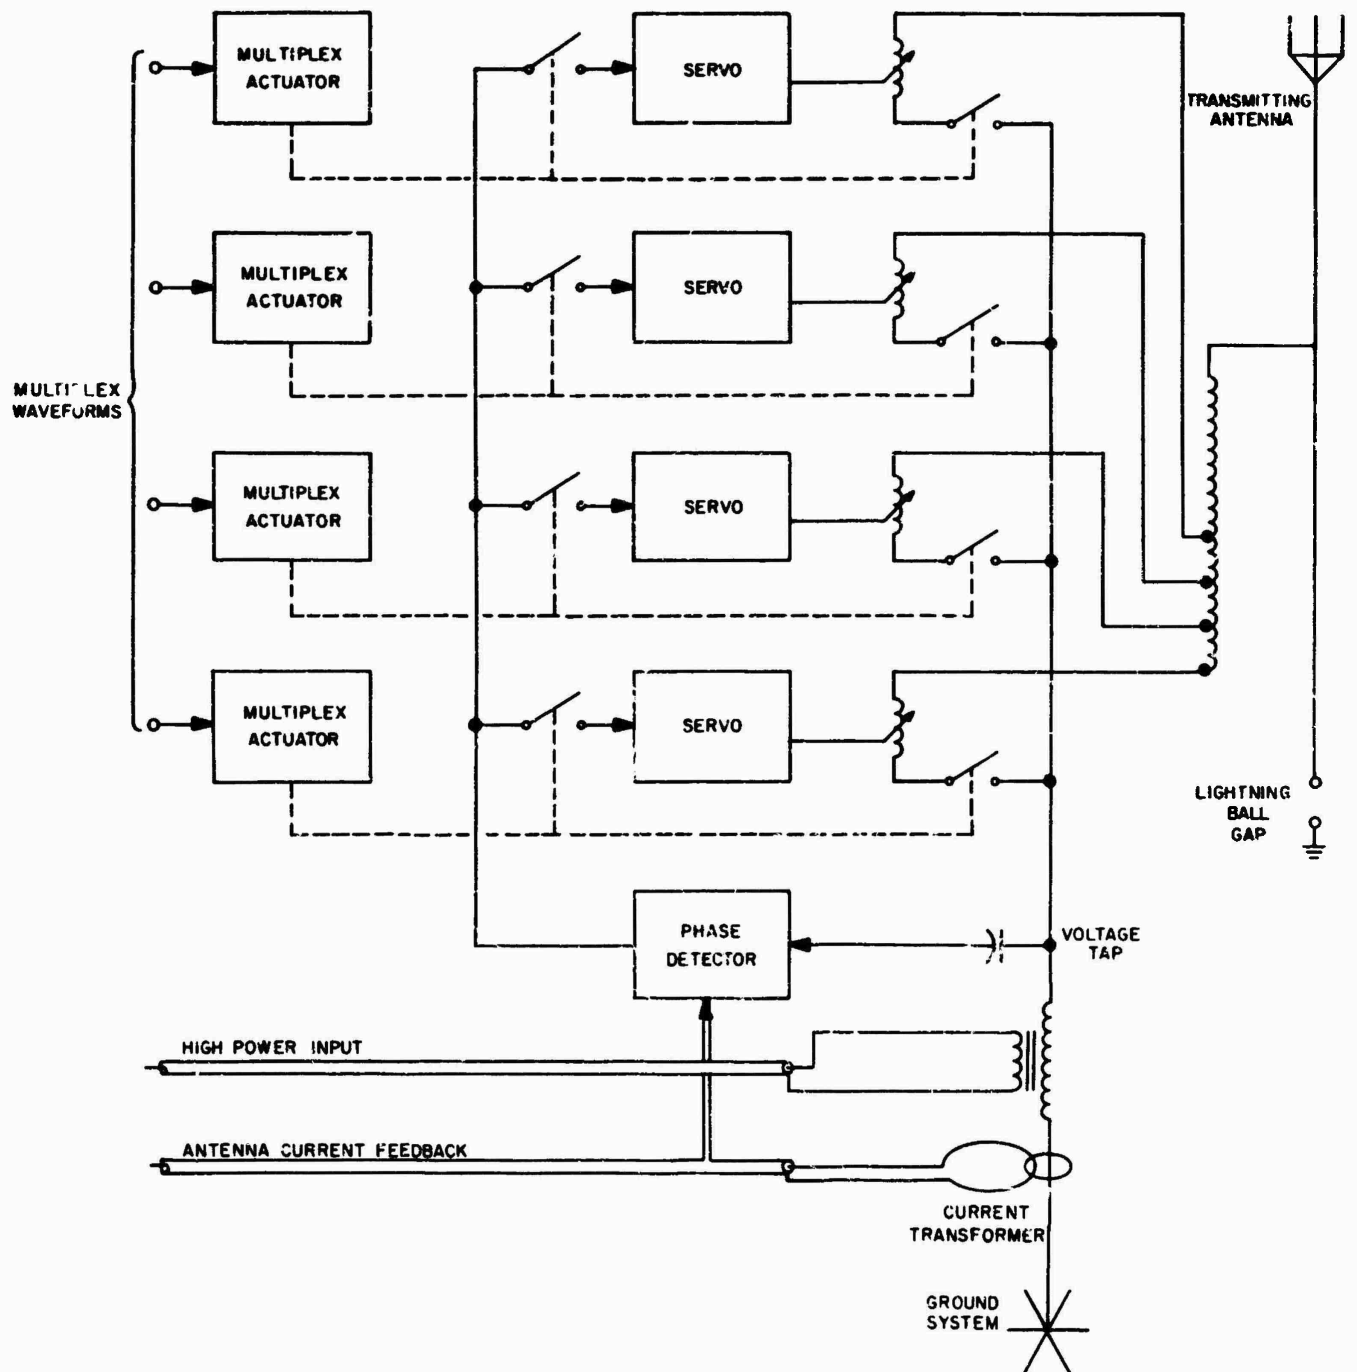 MULTIPLEX
ACTUATOR
SERVO
TRANSMITTING
ANTENNA
MULTIPLEX
ACTUATOR
SERVO
WAVEFORMS
MULTIPLEX
ACTUATOR
SERVO
MULTIPLEX
ACTUATOR
SERVO
LIGHTNING
BALL
GAP
PHASE
DETECTOR
VOLTAGE
TAP
HIGH POWER INPUT
ANTENNA CURRENT FEEDBACK
CURRENT
TRANSFORMER
GROUND
SYSTEM